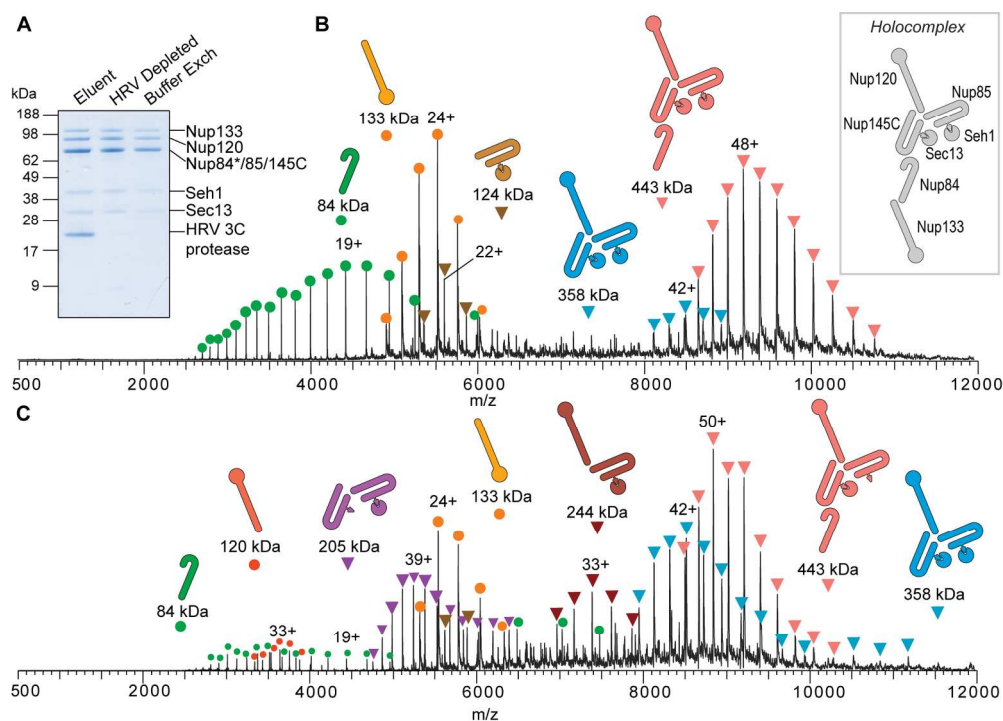 A
Eluent
HRV Depleted
Buffer Exch
kDa
188
98
62
49
38
28
17
9
Nup133
Nup120
Nup84*/85/145C
Seh1
Sec13
HRV 3C
protease
B
84 kDa
19+
133 kDa
24+
124 kDa
22+
358 kDa
42+
443 kDa
48+
Holocomplex
Nup120
Nup85
Nup145C
Seh1
Sec13
Nup84
Nup133
500
2000
4000
6000
8000
10000
12000
m/z
C
84 kDa
120 kDa
33+
19+
205 kDa
39+
24+
133 kDa
244 kDa
33+
42+
50+
443 kDa
358 kDa
500
2000
4000
6000
8000
10000
12000
m/z